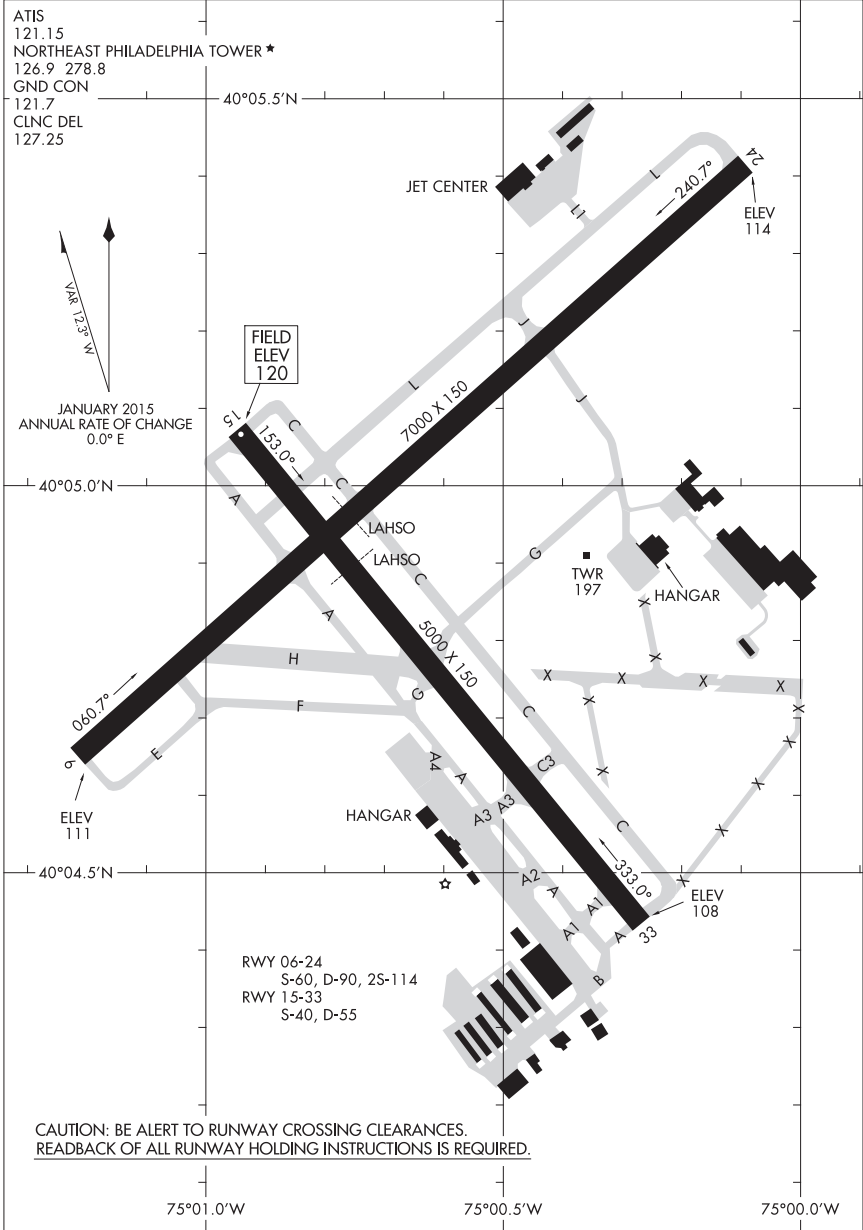 ATIS
121.15
NORTHEAST PHILADELPHIA TOWER
126.9 278.8
GND CON
121.7
CLNC DEL
127.25
40°05.5'N
JET CENTER
L
24
240.7°
ELEV
114
L1
VAR 12.3° W
J
FIELD
ELEV
120
L
J
JANUARY 2015
ANNUAL RATE OF CHANGE
0.0° E
7000 X 150
15
C
153.0°
40°05.0'N
C
A
LAHSO
LAHSO
G
TWR
197
HANGAR
C
X
A
5000 X 150
H
X
X
X
X
X
G
X
X
060.7°
F
C
X
9
E
A4
A
C3
X
X
ELEV
111
HANGAR
A3
A3
C
X
40°04.5'N
A2
A
333.0°
X
ELEV
108
A1
A1
A
33
B
RWY 06-24
S-60, D-90, 2S-114
RWY 15-33
S-40, D-55
CAUTION: BE ALERT TO RUNWAY CROSSING CLEARANCES.
READBACK OF ALL RUNWAY HOLDING INSTRUCTIONS IS REQUIRED.
75°01.0'W
75°00.5'W
75°00.0'W